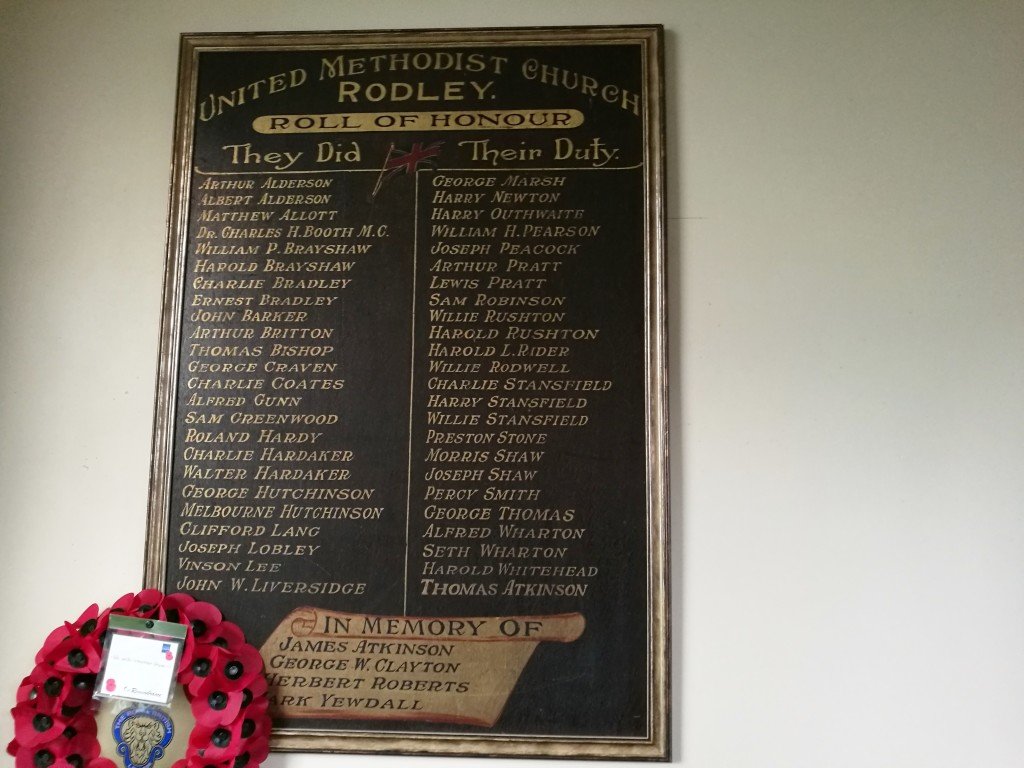 UNITED METHODIST CHURCH
RODLEY.
ROLL OF HONOUR
They Did Their Duty.
ARTHUR ALDERSON
ALBERT ALDERSON
MATTHEW ALLOTT
DR. CHARLES H. BOOTH M.C.
WILLIAM P. BRAYSHAW
HAROLD BRAYSHAW
CHARLIE BRADLEY
ERNEST BRADLEY
JOHN BARKER
ARTHUR BRITTON
THOMAS BISHOP
GEORGE CRAVEN
CHARLIE COATES
ALFRED GUNN
SAM GREENWOOD
ROLAND HARDY
CHARLIE HARDAKER
WALTER HARDAKER
GEORGE HUTCHINSON
MELBOURNE HUTCHINSON
CLIFFORD LANG
JOSEPH LOBLEY
VINSON LEE
JOHN W. LIVERSIDGE
GEORGE MARSH
HARRY NEWTON
HARRY OUTHWAITE
WILLIAM H. PEARSON
JOSEPH PEACOCK
ARTHUR PRATT
LEWIS PRATT
SAM ROBINSON
WILLIE RUSHTON
HAROLD RUSHTON
HAROLD L. RIDER
WILLIE RODWELL
CHARLIE STANSFIELD
HARRY STANSFIELD
WILLIE STANSFIELD
PRESTON STONE
MORRIS SHAW
JOSEPH SHAW
PERCY SMITH
GEORGE THOMAS
ALFRED WHARTON
SETH WHARTON
HAROLD WHITEHEAD
THOMAS ATKINSON
IN MEMORY OF
JAMES ATKINSON
GEORGE W. CLAYTON
HERBERT ROBERTS
ARK YEWDALL